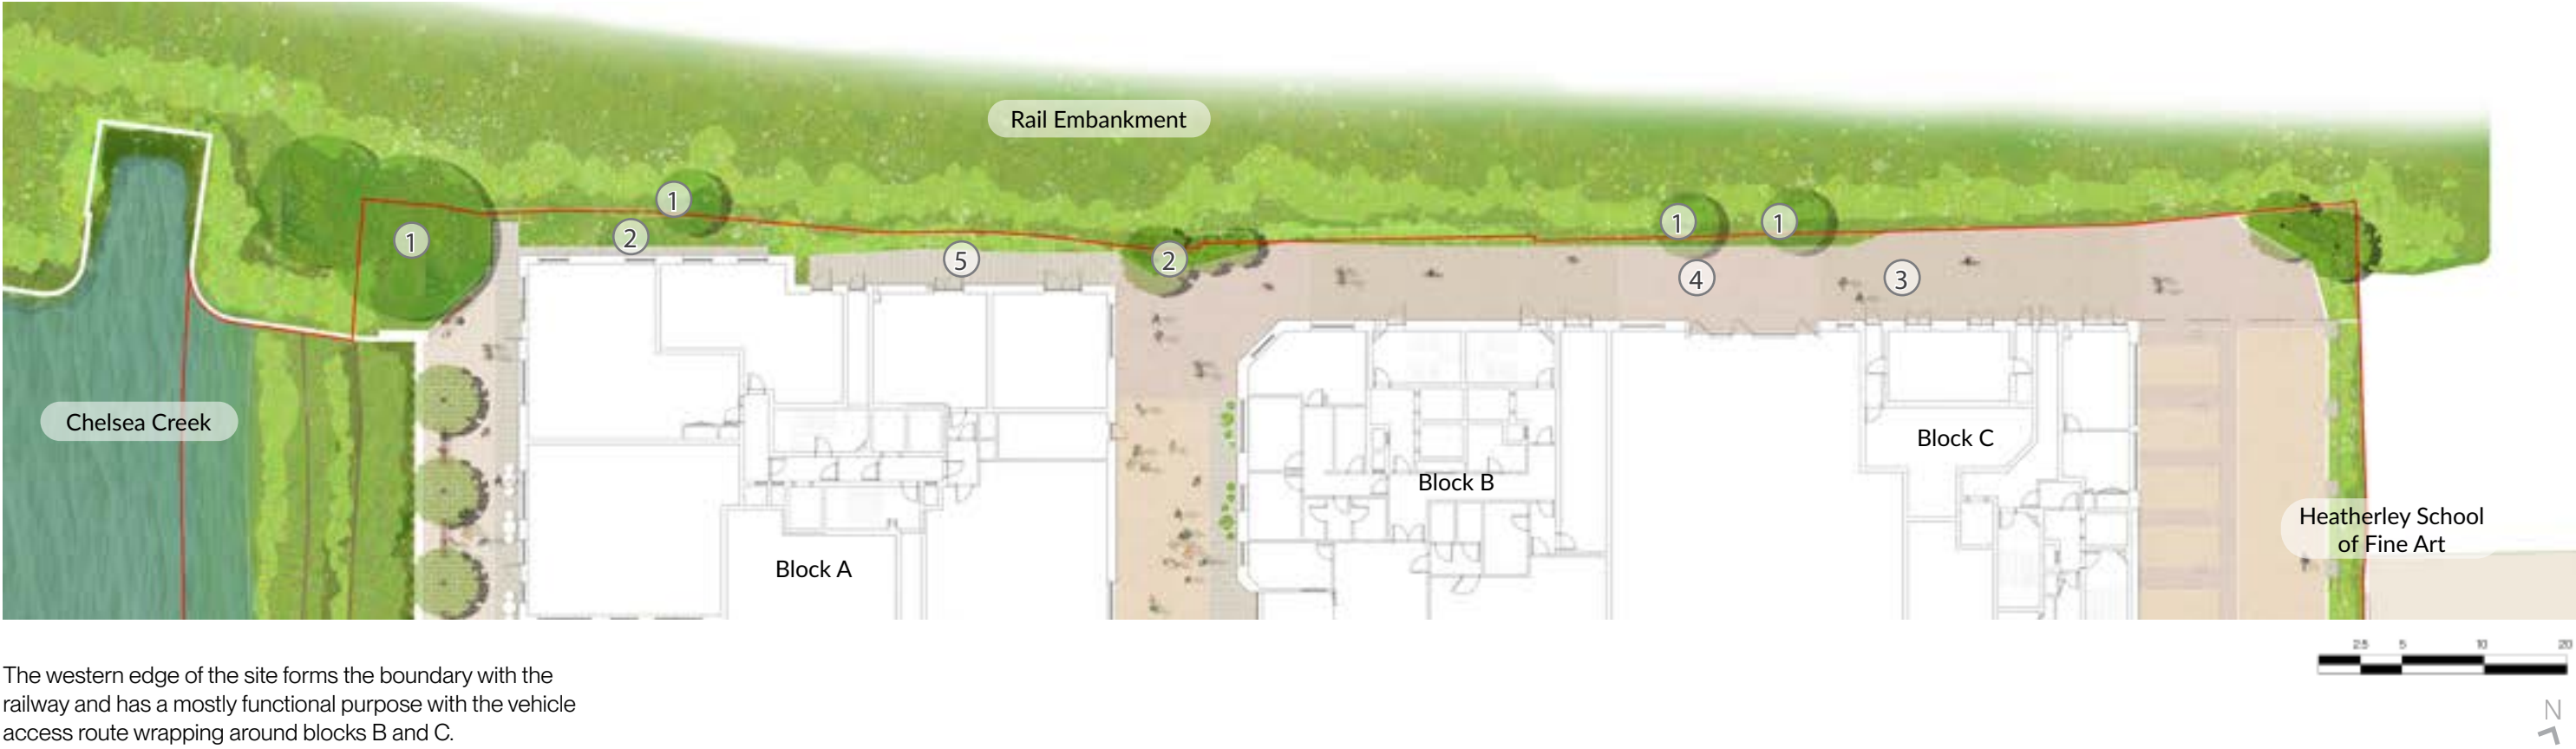 Rail Embankment
1
1
1
1
2
5
2
4
3
Chelsea Creek
Block C
Block B
Heatherley School
of Fine Art
Block A
2.5 5 10 20
The western edge of the site forms the boundary with the
railway and has a mostly functional purpose with the vehicle
access route wrapping around blocks B and C.
N